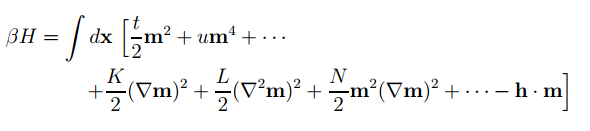 βH = ∫ dx [ t/2 m² + um⁴ + · · ·
+ K/2 (∇m)² + L/2 (∇²m)² + N/2 m²(∇m)² + · · · − h · m ]